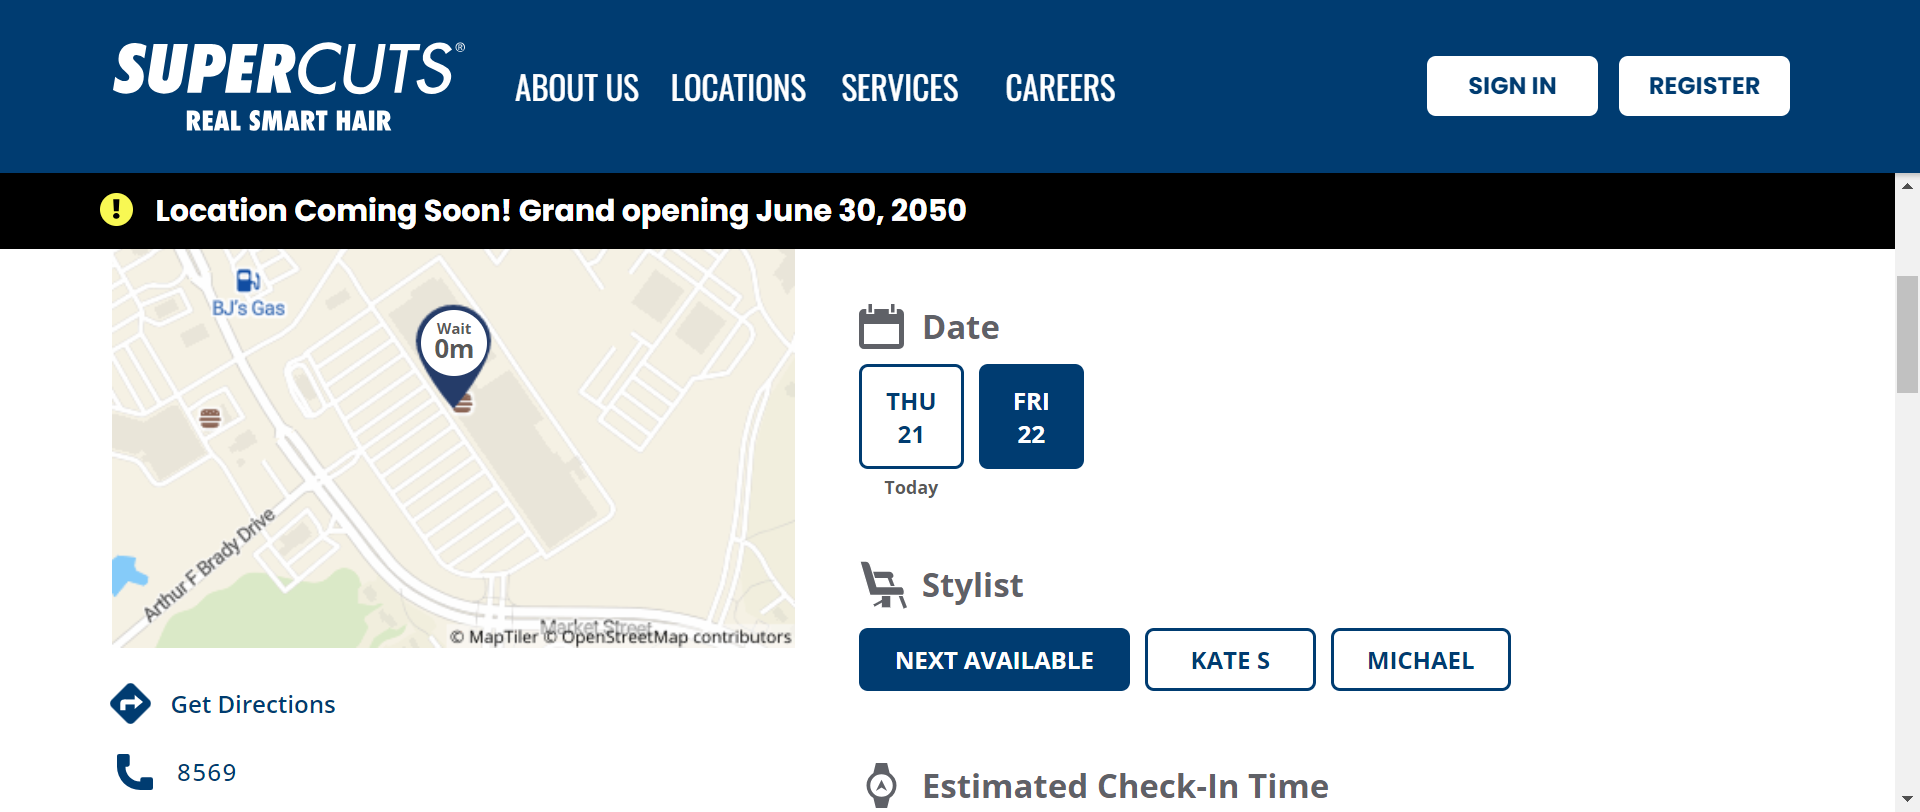 SUPERCUTS®
REAL SMART HAIR
ABOUT US LOCATIONS SERVICES CAREERS
SIGN IN REGISTER
Location Coming Soon! Grand opening June 30, 2050
BJ's Gas
Wait
0m
Arthur F Brady Drive
Market Street
© MapTiler © OpenStreetMap contributors
Get Directions
8569
Date
THU
21
FRI
22
Today
Stylist
NEXT AVAILABLE KATE S MICHAEL
Estimated Check-In Time